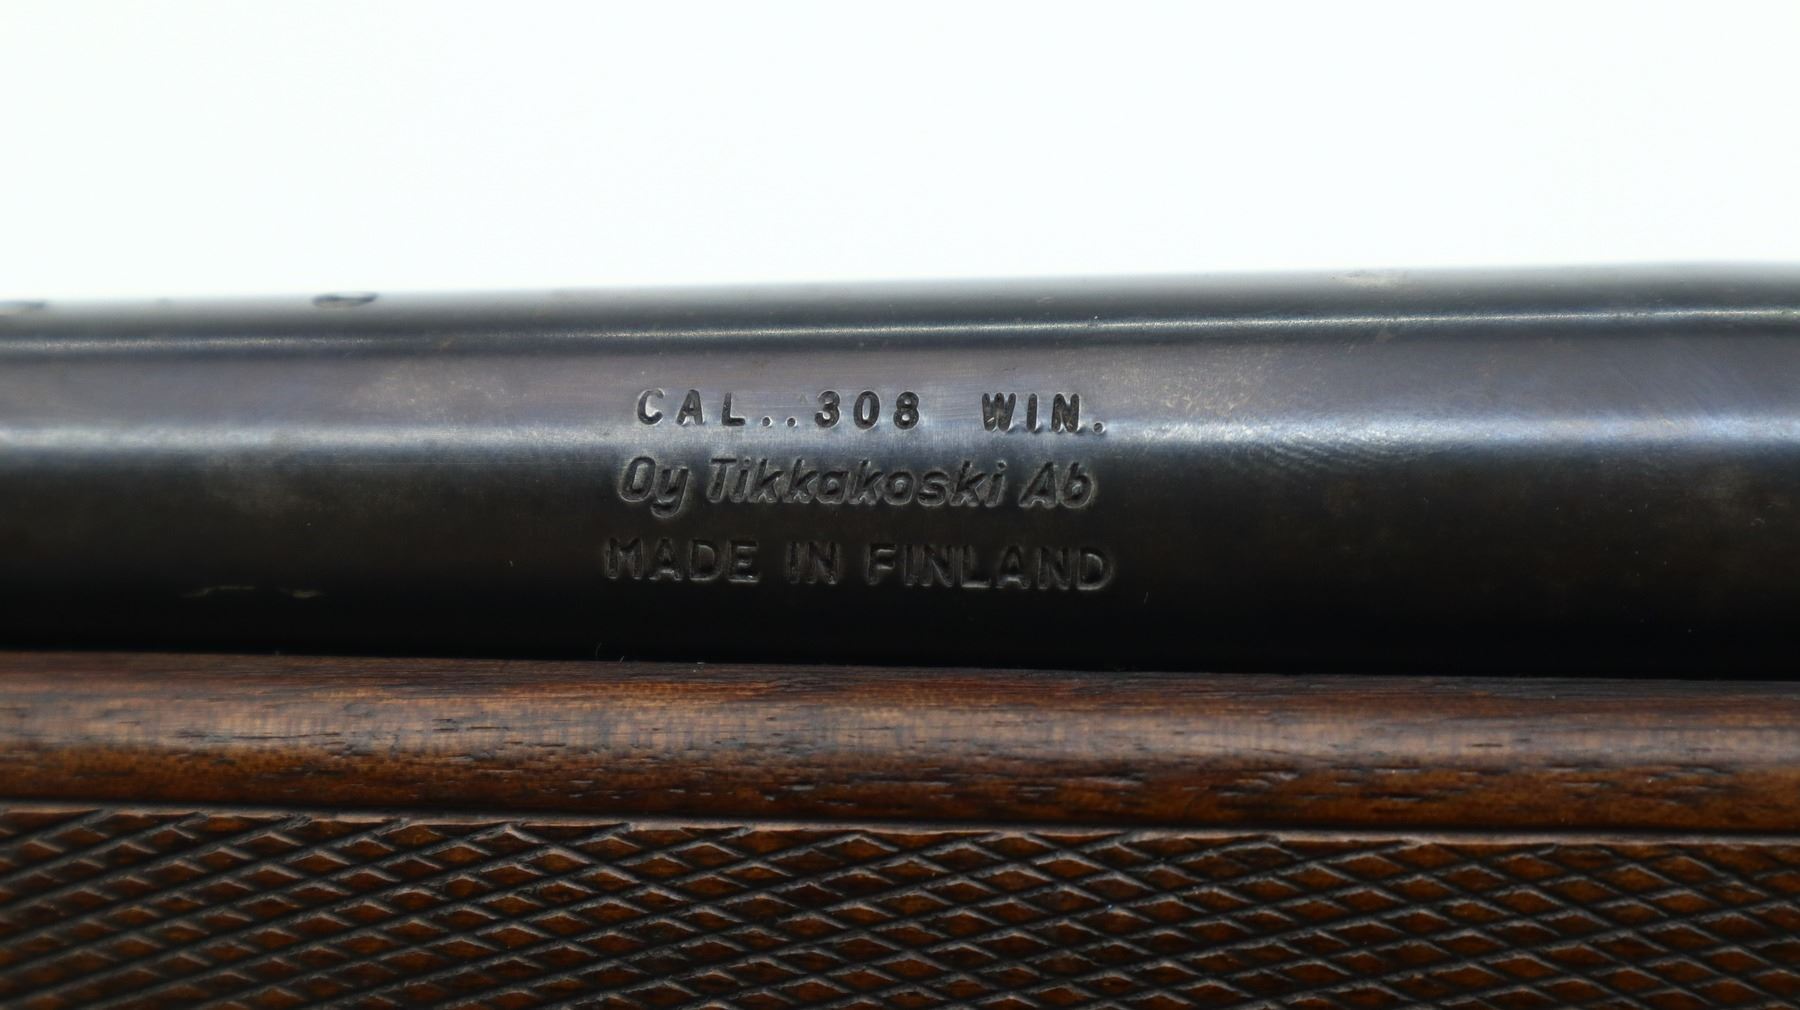 CAL..308 WIN.
Oy Tikkakoski Ab
MADE IN FINLAND